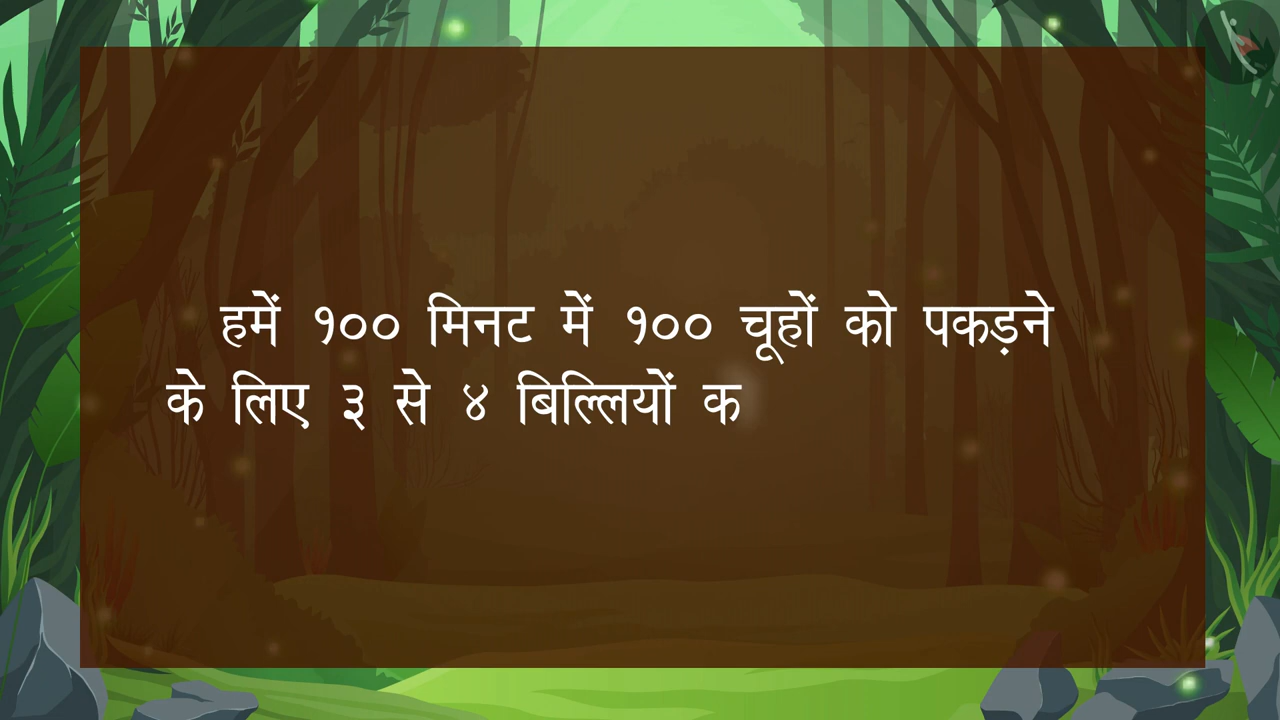 हमें १०० मिनट में १०० चूहों को पकड़ने
के लिए ३ से ४ बिल्लियों क